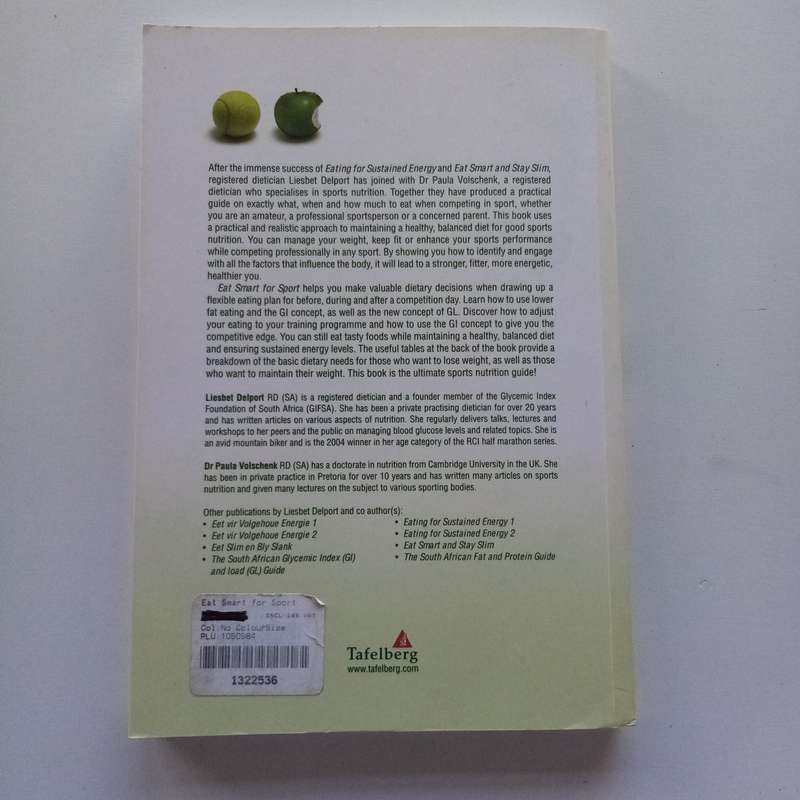 After the immense success of Eating for Sustained Energy and Eat Smart and Stay Slim,
registered dietician Liesbet Delport has joined with Dr Paula Volschenk, a registered
dietician who specialises in sports nutrition. Together they have produced a practical
guide on exactly what, when and how much to eat when competing in sport, whether
you are an amateur, a professional sportsperson or a concerned parent. This book uses
a practical and realistic approach to maintaining a healthy, balanced diet for good sports
nutrition. You can manage your weight, keep fit or enhance your sports performance
while competing professionally in any sport. By showing you how to identify and engage
with all the factors that influence the body, it will lead to a stronger, fitter, more energetic,
healthier you.
Eat Smart for Sport helps you make valuable dietary decisions when drawing up a
flexible eating plan for before, during and after a competition day. Learn how to use lower
fat eating and the GI concept, as well as the new concept of GL. Discover how to adjust
your eating to your training programme and how to use the GI concept to give you the
competitive edge. You can still eat tasty foods while maintaining a healthy, balanced diet
and ensuring sustained energy levels. The useful tables at the back of the book provide a
breakdown of the basic dietary needs for those who want to lose weight, as well as those
who want to maintain their weight. This book is the ultimate sports nutrition guide!
Liesbet Delport RD (SA) is a registered dietician and a founder member of the Glycemic Index
Foundation of South Africa (GIFSA). She has been a private practising dietician for over 20 years
and has written articles on various aspects of nutrition. She regularly delivers talks, lectures and
workshops to her peers and the public on managing blood glucose levels and related topics. She is
an avid mountain biker and is the 2004 winner in her age category of the RCI half marathon series.
Dr Paula Volschenk RD (SA) has a doctorate in nutrition from Cambridge University in the UK. She
has been in private practice in Pretoria for over 10 years and has written many articles on sports
nutrition and given many lectures on the subject to various sporting bodies.
Other publications by Liesbet Delport and co author(s):
• Eet vir Volgehoue Energie 1
• Eet vir Volgehoue Energie 2
• Eet Slim en Bly Slank
• The South African Glycemic Index (GI)
and load (GL) Guide
• Eating for Sustained Energy 1
• Eating for Sustained Energy 2
• Eat Smart and Stay Slim
• The South African Fat and Protein Guide
Eat Smart for Sport
INCL 14% VAT
Col:No ColourSize
PLU:1050984
1322536
Tafelberg
www.tafelberg.com